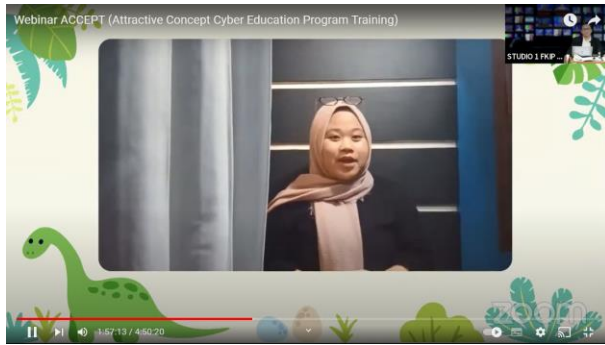 Webinar ACCEPT (Attractive Concept Cyber Education Program Training)
STUDIO 1 FKIP ...
zoom
1:57:13 / 4:50:20